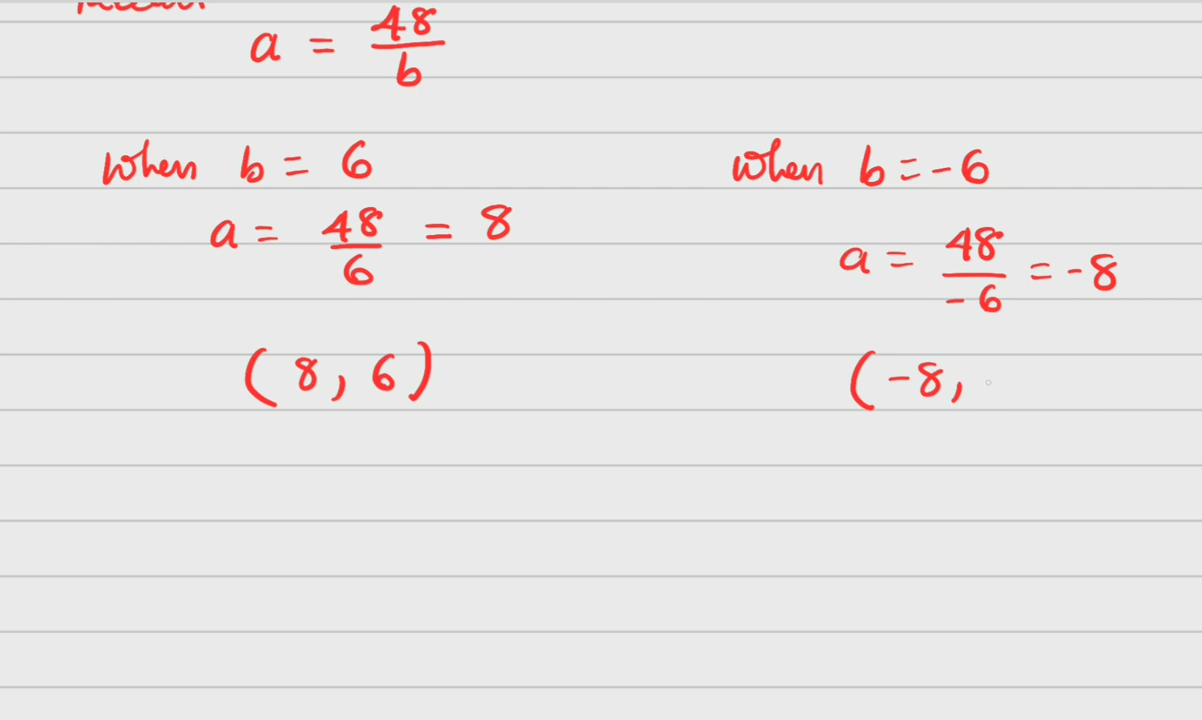 a = 48/b
when b = 6
a = 48/6 = 8
(8, 6)
when b = -6
a = 48/-6 = -8
(-8,